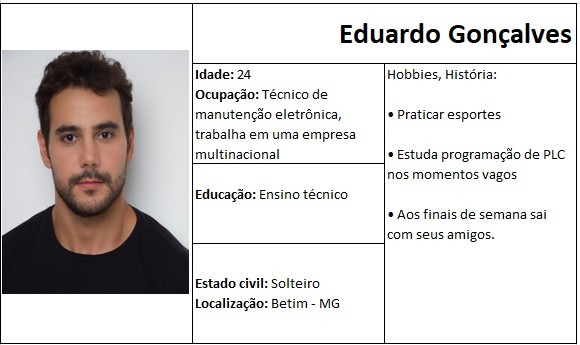 Eduardo Gonçalves
Idade: 24
Ocupação: Técnico de
manutenção eletrônica,
trabalha em uma empresa
multinacional
Educação: Ensino técnico
Estado civil: Solteiro
Localização: Betim - MG
Hobbies, História:
• Praticar esportes
• Estuda programação de PLC
nos momentos vagos
• Aos finais de semana sai
com seus amigos.